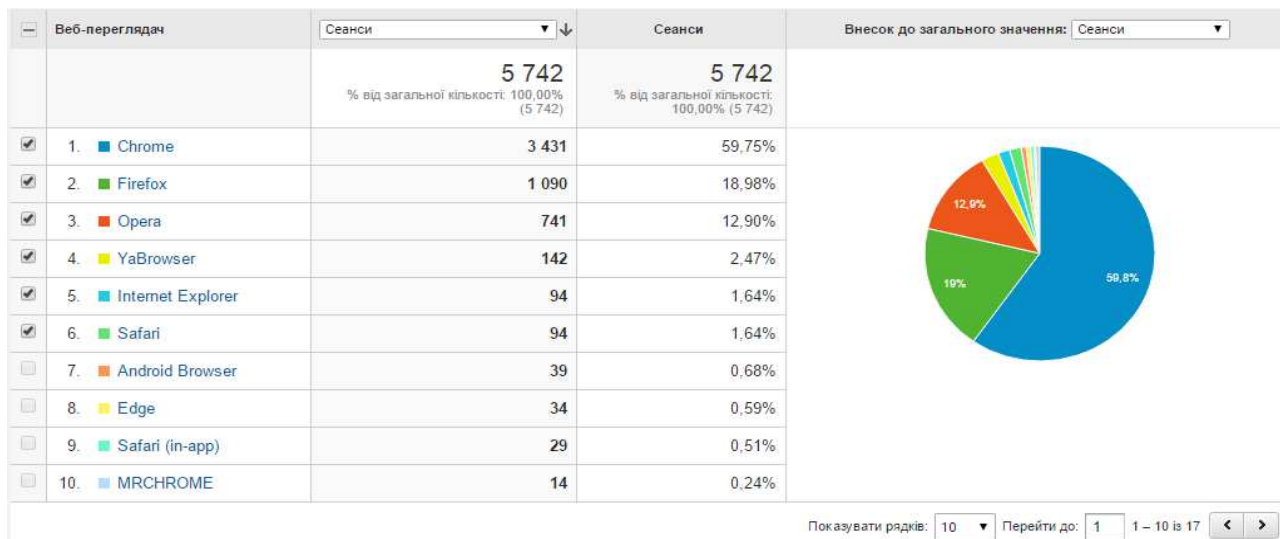 Веб-переглядач Сеанси Сеанси Внесок до загального значення: Сеанси
5 742 5 742
% від загальної кількості: 100,00% % від загальної кількості:
(5 742) 100,00% (5 742)
1. Chrome 3 431 59,75%
2. Firefox 1 090 18,98%
3. Opera 741 12,90%
4. YaBrowser 142 2,47%
5. Internet Explorer 94 1,64%
6. Safari 94 1,64%
7. Android Browser 39 0,68%
8. Edge 34 0,59%
9. Safari (in-app) 29 0,51%
10. MRCHROME 14 0,24%
12,9%
19%
59,8%
Показувати рядків: 10 Перейти до: 1 1 – 10 із 17